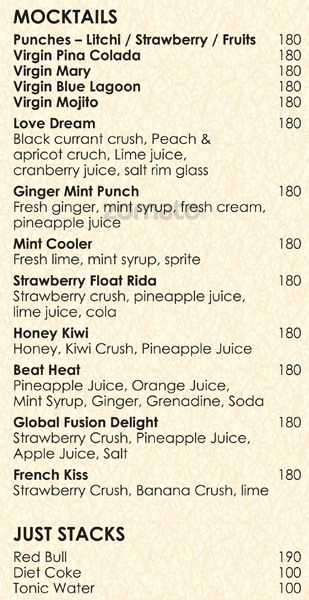 MOCKTAILS
Punches – Litchi / Strawberry / Fruits 180
Virgin Pina Colada 180
Virgin Mary 180
Virgin Blue Lagoon 180
Virgin Mojito 180
Love Dream 180
Black currant crush, Peach &
apricot cruch, Lime juice,
cranberry juice, salt rim glass
Ginger Mint Punch 180
Fresh ginger, mint syrup, fresh cream,
zomato
pineapple juice
Mint Cooler 180
Fresh lime, mint syrup, sprite
Strawberry Float Rida 180
Strawberry crush, pineapple juice,
lime juice, cola
Honey Kiwi 180
Honey, Kiwi Crush, Pineapple Juice
Beat Heat 180
Pineapple Juice, Orange Juice,
Mint Syrup, Ginger, Grenadine, Soda
Global Fusion Delight 180
Strawberry Crush, Pineapple Juice,
Apple Juice, Salt
French Kiss 180
Strawberry Crush, Banana Crush, lime
JUST STACKS
Red Bull 190
Diet Coke 100
Tonic Water 100